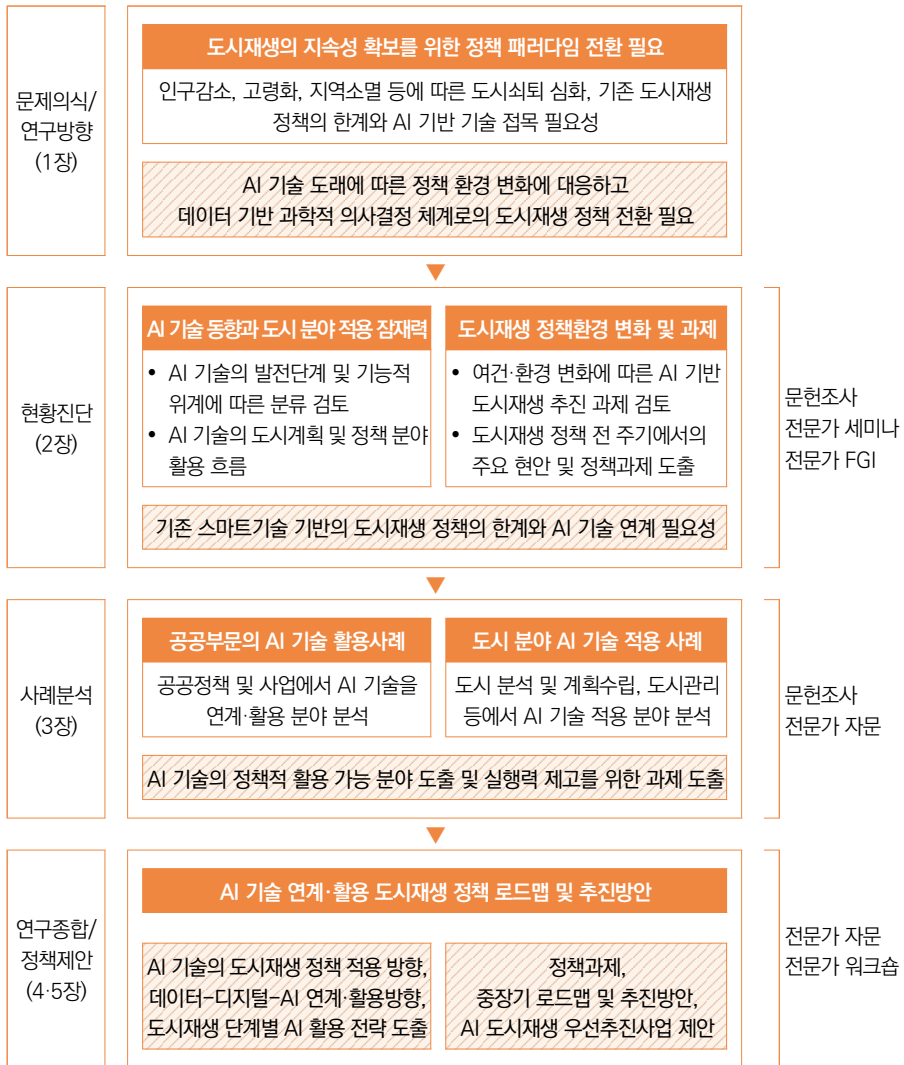 문제의식/
연구방향
(1장)
도시재생의 지속성 확보를 위한 정책 패러다임 전환 필요
인구감소, 고령화, 지역소멸 등에 따른 도시쇠퇴 심화, 기존 도시재생
정책의 한계와 AI 기반 기술 접목 필요성
AI 기술 도래에 따른 정책 환경 변화에 대응하고
데이터 기반 과학적 의사결정 체계로의 도시재생 정책 전환 필요
현황진단
(2장)
AI 기술 동향과 도시 분야 적용 잠재력
• AI 기술의 발전단계 및 기능적
위계에 따른 분류 검토
• AI 기술의 도시계획 및 정책 분야
활용 흐름
도시재생 정책환경 변화 및 과제
• 여건·환경 변화에 따른 AI 기반
도시재생 추진 과제 검토
• 도시재생 정책 전 주기에서의
주요 현안 및 정책과제 도출
기존 스마트기술 기반의 도시재생 정책의 한계와 AI 기술 연계 필요성
문헌조사
전문가 세미나
전문가 FGI
사례분석
(3장)
공공부문의 AI 기술 활용사례
공공정책 및 사업에서 AI 기술을
연계·활용 분야 분석
도시 분야 AI 기술 적용 사례
도시 분석 및 계획수립, 도시관리
등에서 AI 기술 적용 분야 분석
AI 기술의 정책적 활용 가능 분야 도출 및 실행력 제고를 위한 과제 도출
문헌조사
전문가 자문
연구종합/
정책제안
(4·5장)
AI 기술 연계·활용 도시재생 정책 로드맵 및 추진방안
AI 기술의 도시재생 정책 적용 방향,
데이터-디지털-AI 연계·활용방향,
도시재생 단계별 AI 활용 전략 도출
정책과제,
중장기 로드맵 및 추진방안,
AI 도시재생 우선추진사업 제안
전문가 자문
전문가 워크숍